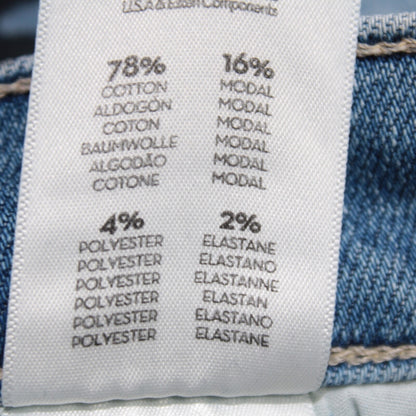 U.S.A & Estern Components
78% 16%
COTTON MODAL
ALDOGÓN MODAL
COTON MODAL
BAUMWOLLE MODAL
ALGODÃO MODAL
COTONE MODAL
4% 2%
POLYESTER ELASTANE
POLYESTER ELASTANO
POLYESTER ELASTANNE
POLYESTER ELASTAN
POLYESTER ELASTANO
POLYESTER ELASTANE